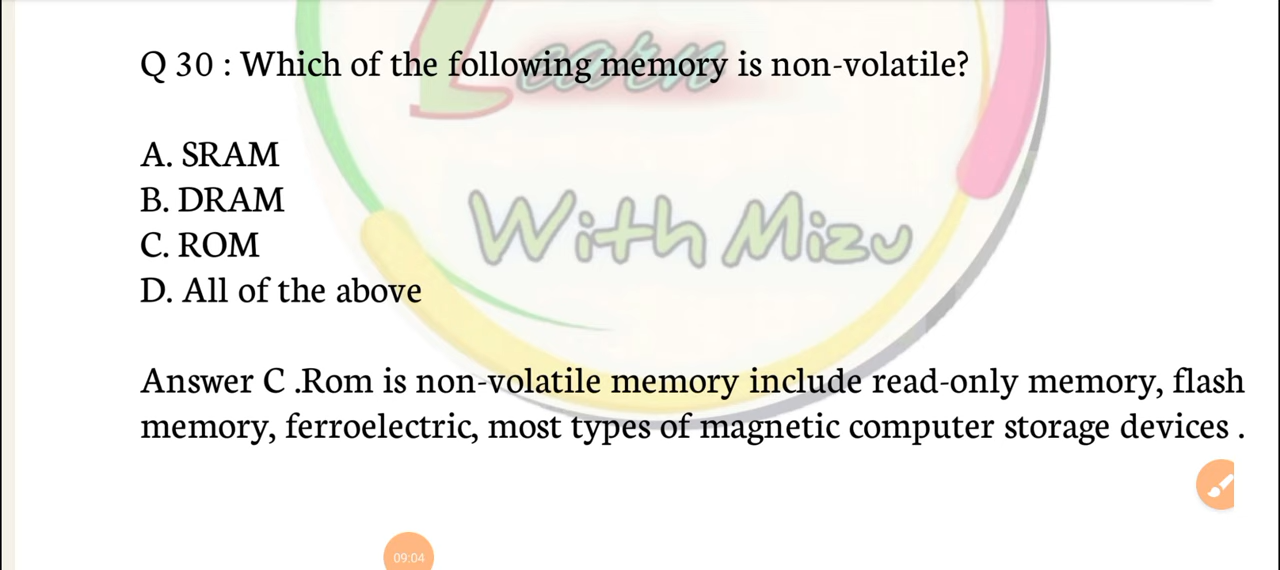 Learn
Q 30 : Which of the following memory is non-volatile?
A. SRAM
B. DRAM
C. ROM
D. All of the above
With Mizu
Answer C .Rom is non-volatile memory include read-only memory, flash
memory, ferroelectric, most types of magnetic computer storage devices .
09:04